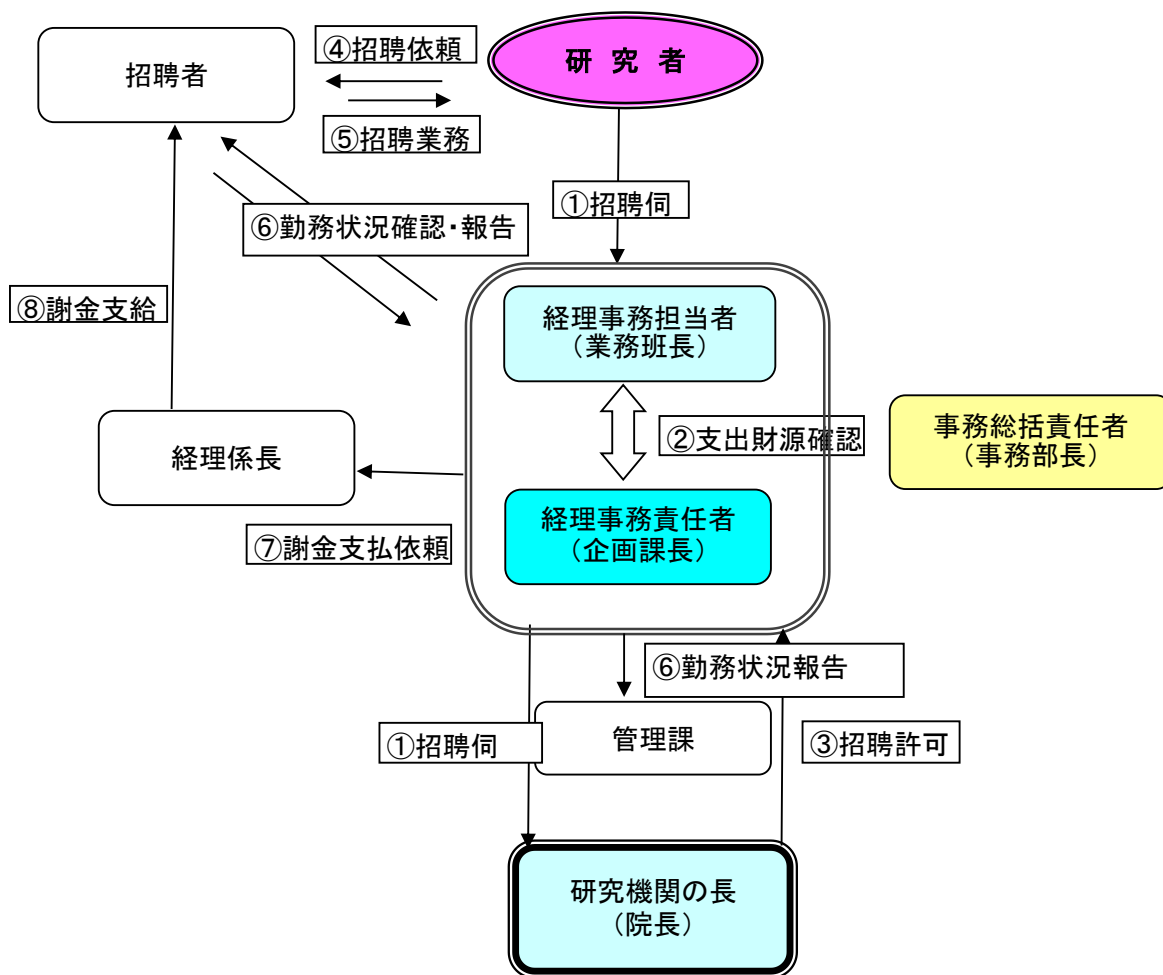 ④招聘依頼
研 究 者
招聘者
⑤招聘業務
①招聘伺
⑥勤務状況確認・報告
⑧謝金支給
経理事務担当者
（業務班長）
②支出財源確認
事務総括責任者
（事務部長）
経理係長
経理事務責任者
（企画課長）
⑦謝金支払依頼
⑥勤務状況報告
①招聘伺
管理課
③招聘許可
研究機関の長
（院長）